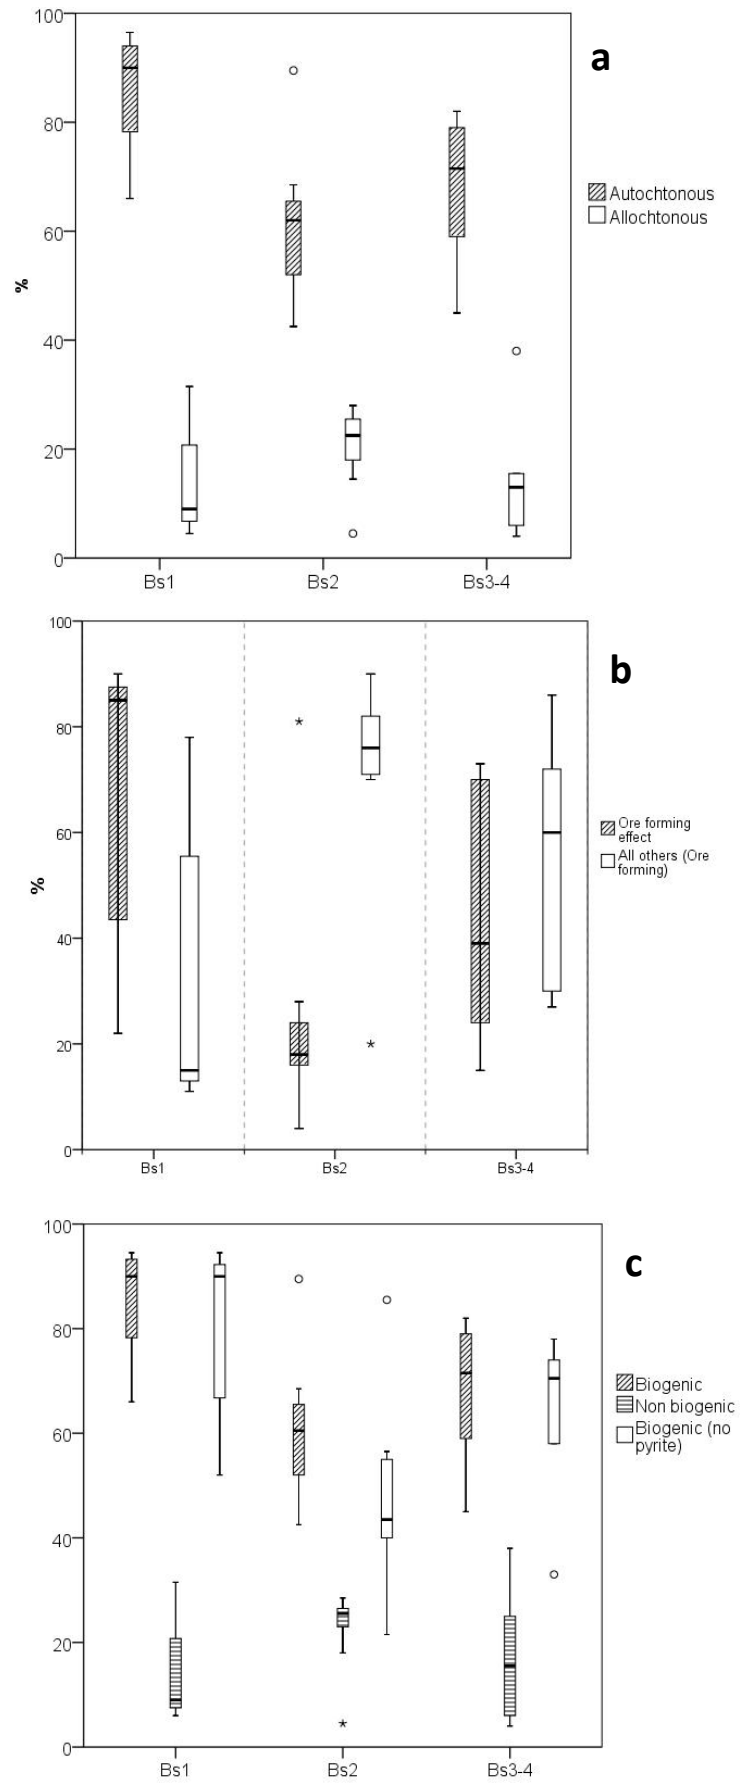 a
100
80
60
40
20
0
%
Bs1
Bs2
Bs3-4
Autochtonous
Allochtonous
b
100
80
60
40
20
0
%
Bs1
Bs2
Bs3-4
Ore forming
effect
All others (Ore
forming)
c
100
80
60
40
20
0
Bs1
Bs2
Bs3-4
Biogenic
Non biogenic
Biogenic (no
pyrite)